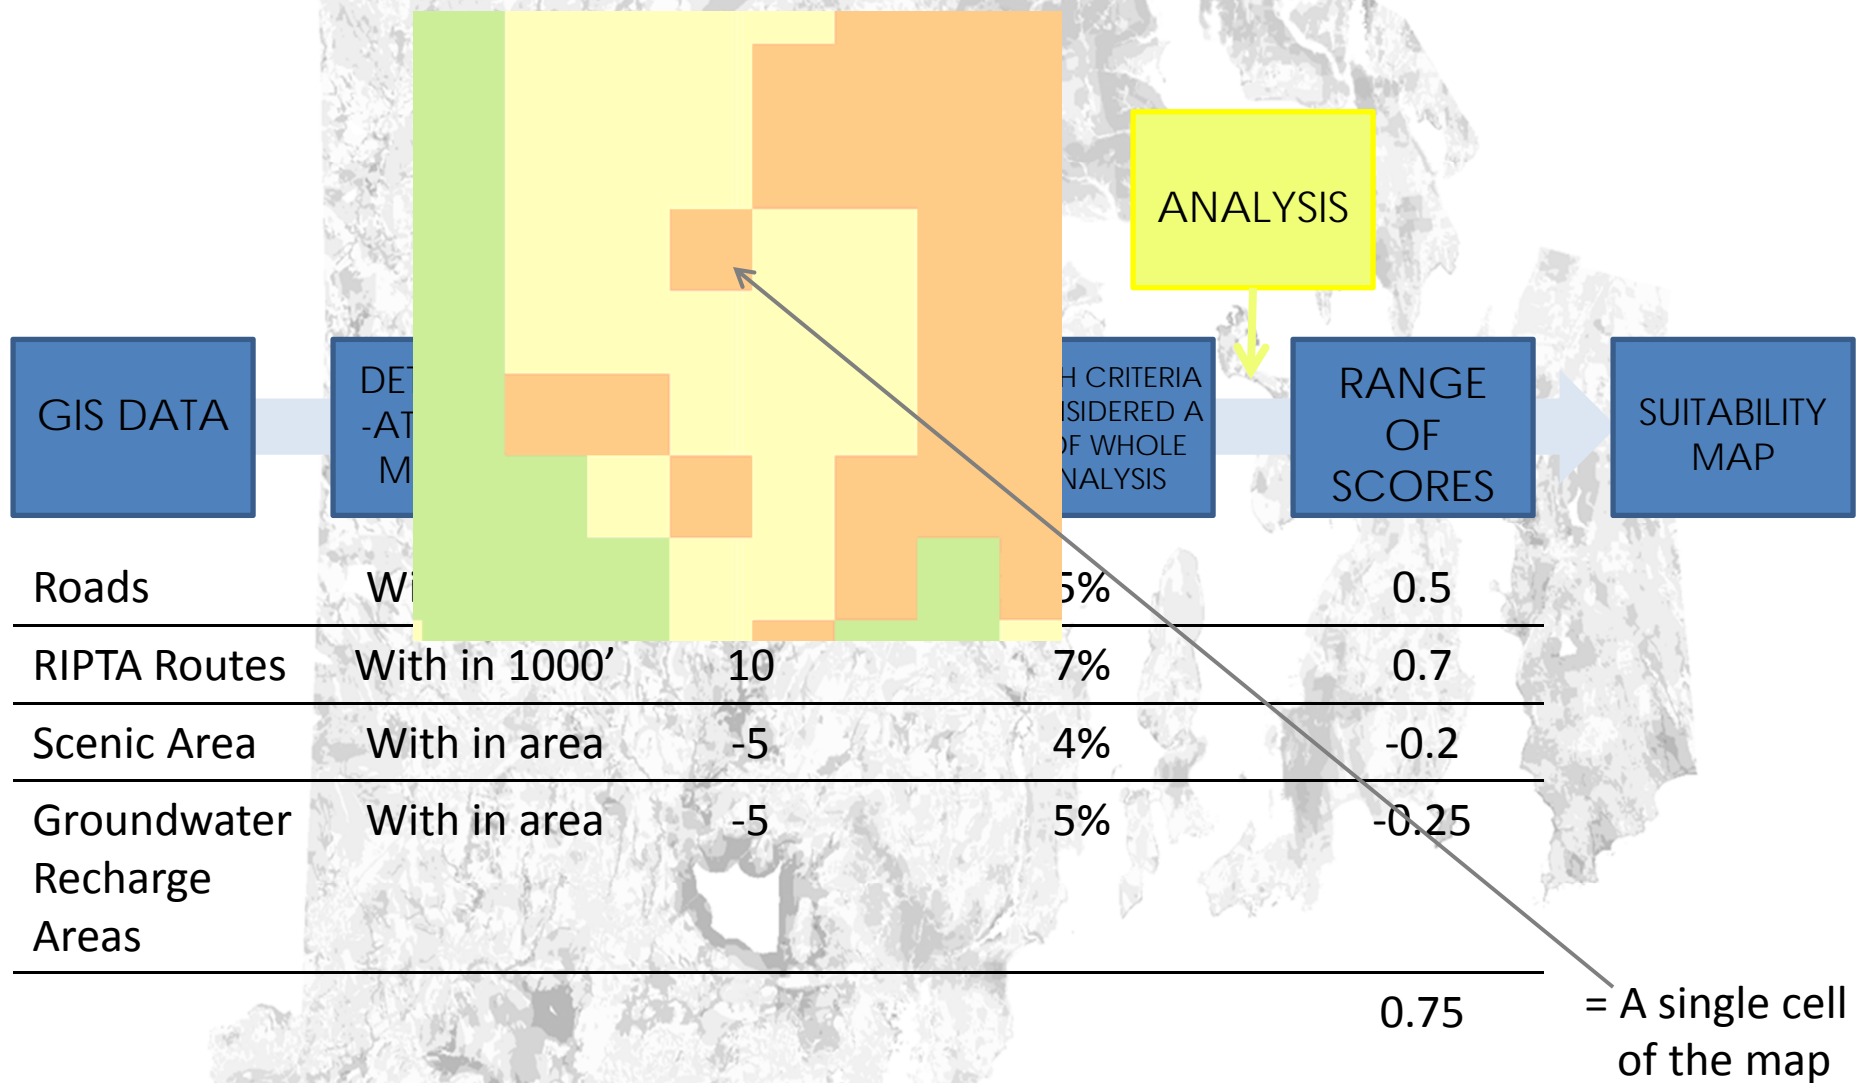 ANALYSIS
GIS DATA
CRITERIA
A
WHOLE
RANGE
OF
SCORES
SUITABILITY
MAP
Roads 0.5
RIPTA Routes With in 1000’ 10 7% 0.7
Scenic Area With in area -5 4% -0.2
Groundwater With in area -5 5% -0.25
Recharge
Areas
0.75 = A single cell
of the map